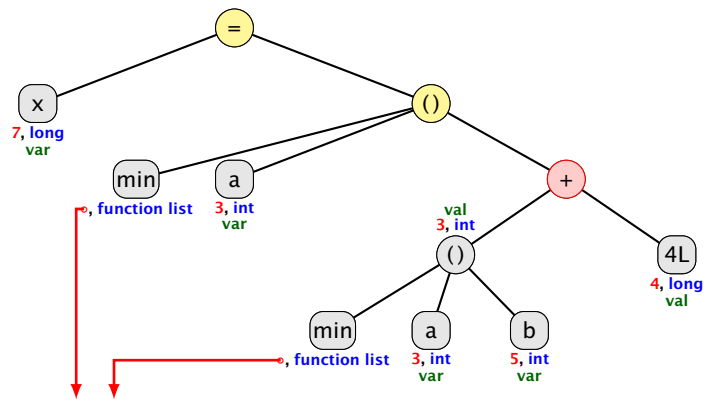 =
x
7, long
var
()
min
, function list
a
3, int
var
+
val
3, int
()
4L
4, long
val
min
, function list
a
3, int
var
b
5, int
var